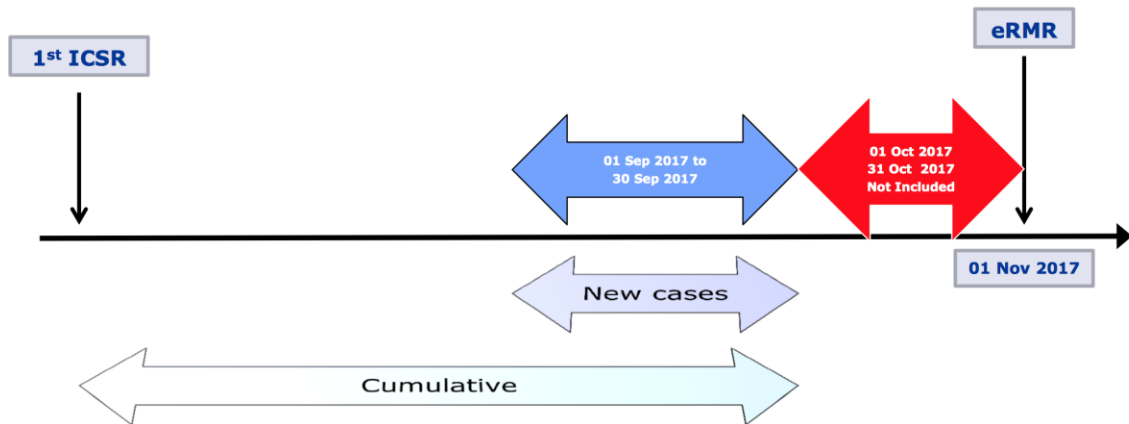 eRMR
1st ICSR
01 Sep 2017 to
30 Sep 2017
01 Oct 2017
31 Oct 2017
Not Included
01 Nov 2017
New cases
Cumulative